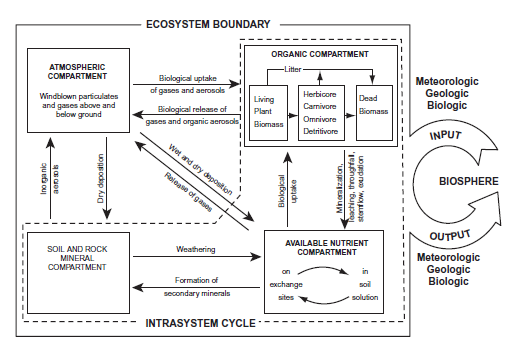 ECOSYSTEM BOUNDARY
ATMOSPHERIC
COMPARTMENT
Windblown particulates
and gases above and
below ground
Biological uptake
of gases and aerosols
Biological release of
gases and organic aerosols
ORGANIC COMPARTMENT
Litter
Living
Plant
Biomass
Herbicore
Carnivore
Omnivore
Detritivore
Dead
Biomass
Meteorologic
Geologic
Biologic
INPUT
BIOSPHERE
OUTPUT
Meteorologic
Geologic
Biologic
Inorganic
aerosols
Dry deposition
Wet and dry deposition
Release of gases
Biological
uptake
Mineralization,
leaching, throughfall,
stemflow, exudation
SOIL AND ROCK
MINERAL
COMPARTMENT
Weathering
Formation of
secondary minerals
AVAILABLE NUTRIENT
COMPARTMENT
on
exchange
sites
in
soil
solution
INTRASYSTEM CYCLE